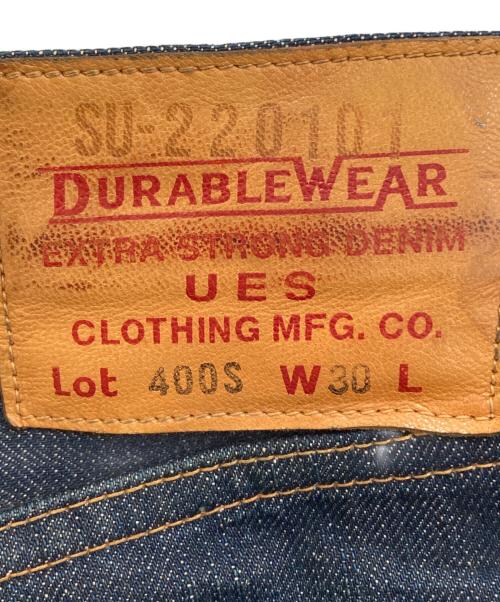 SU-220101
DURABLEWEAR
EXTRA STRONG DENIM
UES
CLOTHING MFG. CO.
Lot 400S W30 L